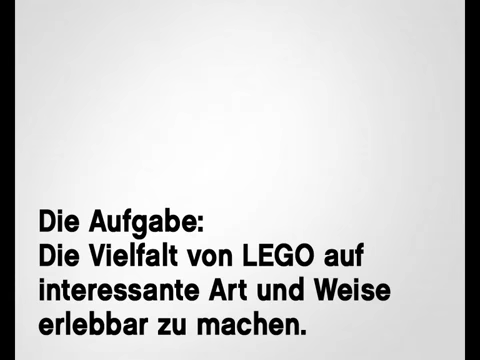 Die Aufgabe:
Die Vielfalt von LEGO auf
interessante Art und Weise
erlebbar zu machen.